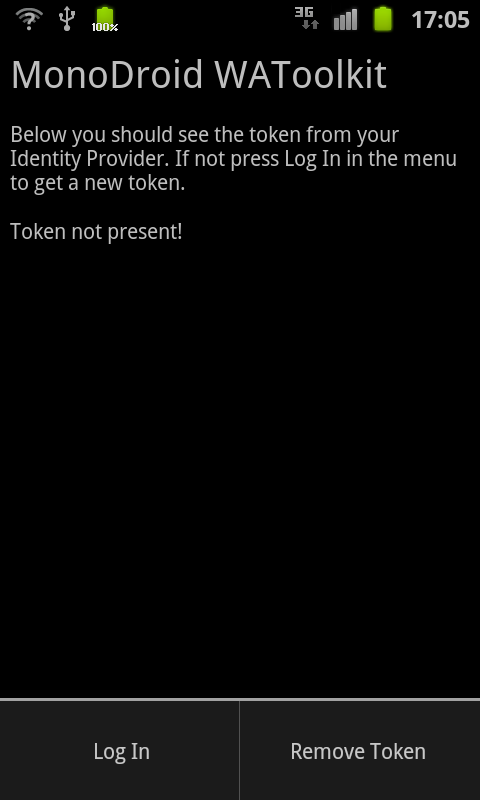 100%
3G
17:05
MonoDroid WAToolkit
Below you should see the token from your
Identity Provider. If not press Log In in the menu
to get a new token.
Token not present!
Log In
Remove Token